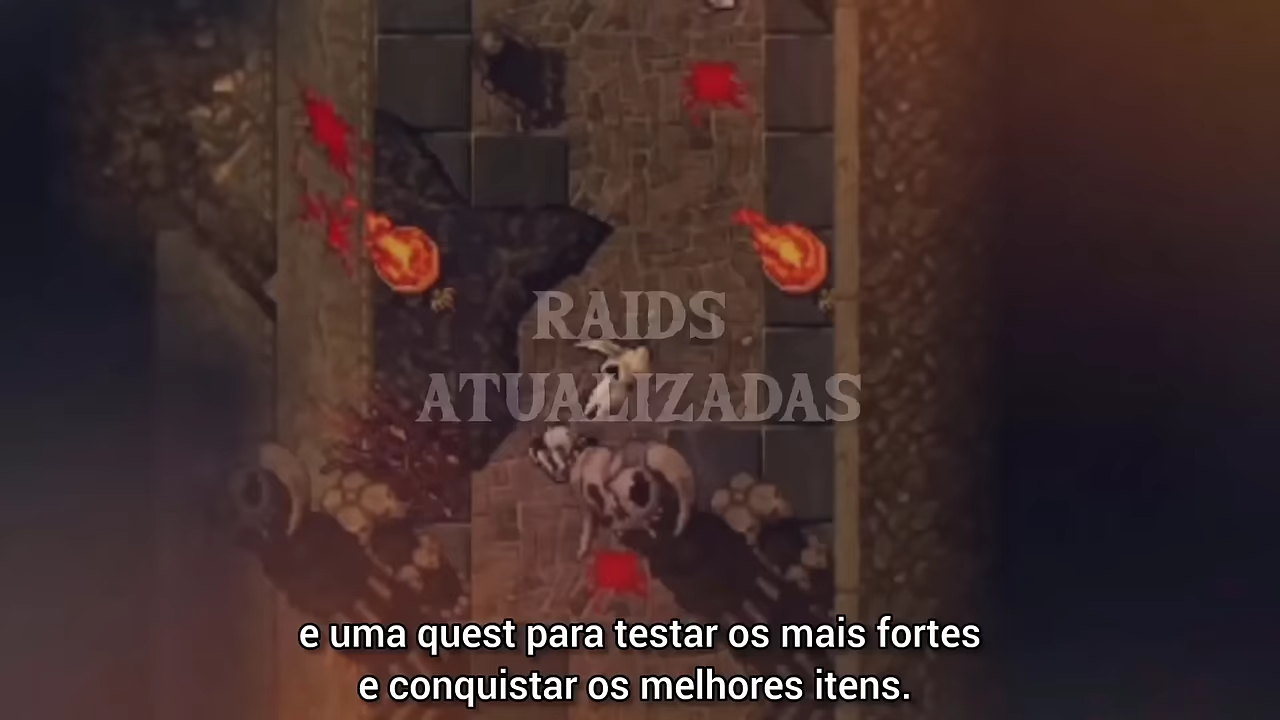 RAIDS
ATUALIZADAS
e uma quest para testar os mais fortes
e conquistar os melhores itens.